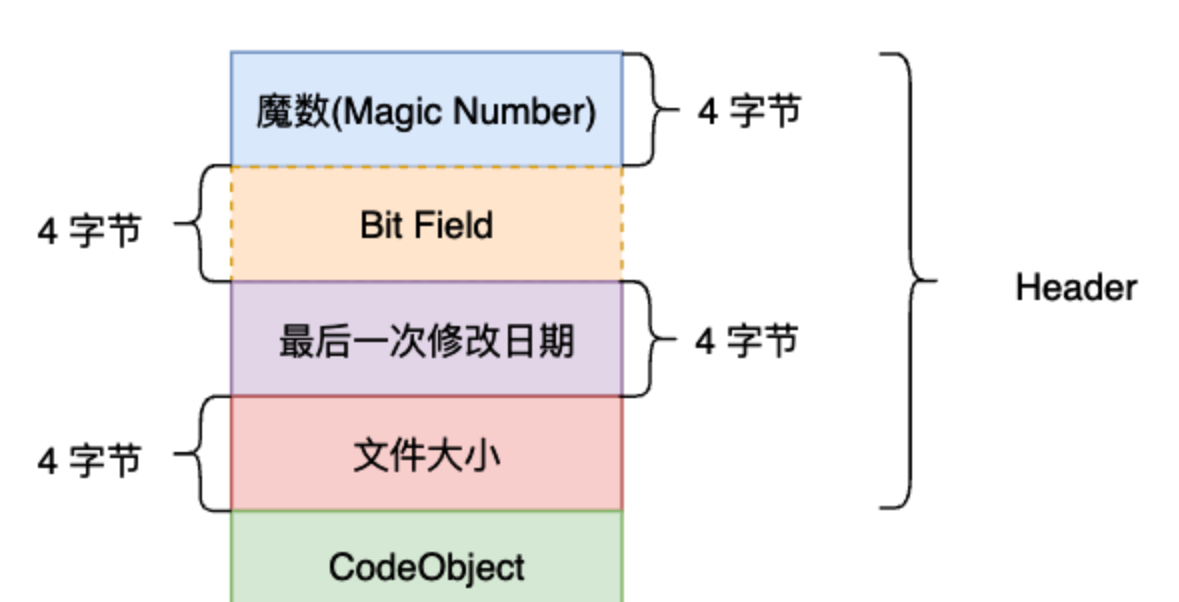 魔数(Magic Number)
4 字节
4 字节
Bit Field
最后一次修改日期
4 字节
Header
4 字节
文件大小
CodeObject